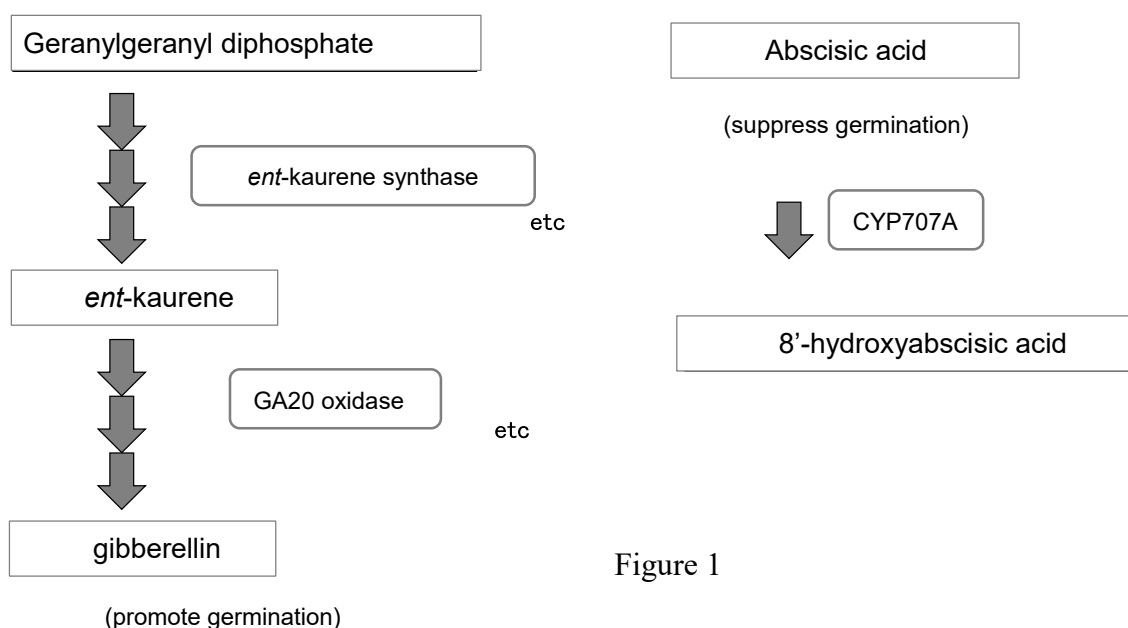 Geranylgeranyl diphosphate
ent-kaurene synthase
etc
ent-kaurene
GA20 oxidase
etc
gibberellin
(promote germination)
Abscisic acid
(suppress germination)
CYP707A
8’-hydroxyabscisic acid
Figure 1